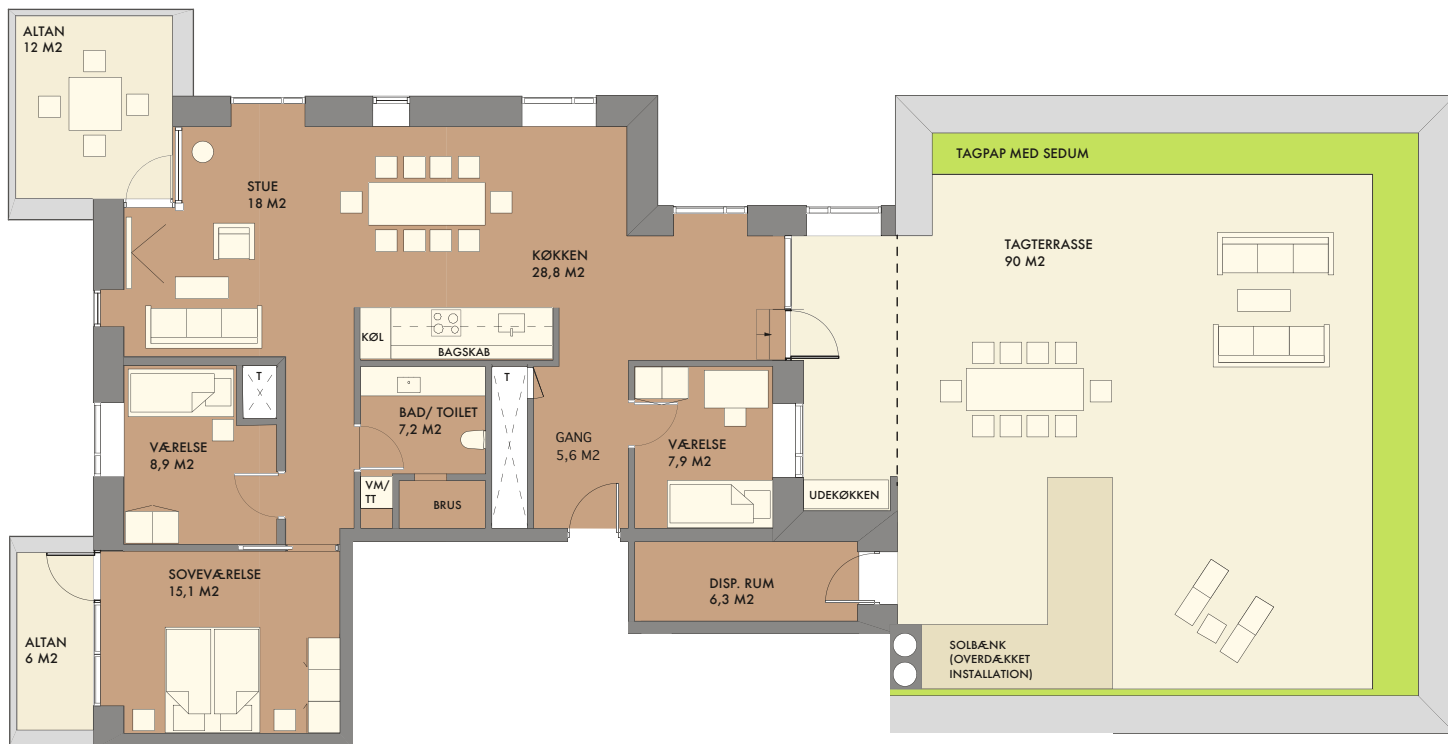 ALTAN
12 M2
TAGPAP MED SEDUM
STUE
18 M2
KØKKEN
28,8 M2
TAGTERRASSE
90 M2
KØL
BAGSKAB
T
T
BAD/ TOILET
7,2 M2
GANG
5,6 M2
VÆRELSE
8,9 M2
VÆRELSE
7,9 M2
VM/
TT
BRUS
UDEKØKKEN
SOVEVÆRELSE
15,1 M2
DISP. RUM
6,3 M2
ALTAN
6 M2
SOLBÆNK
(OVERDÆKKET
INSTALLATION)